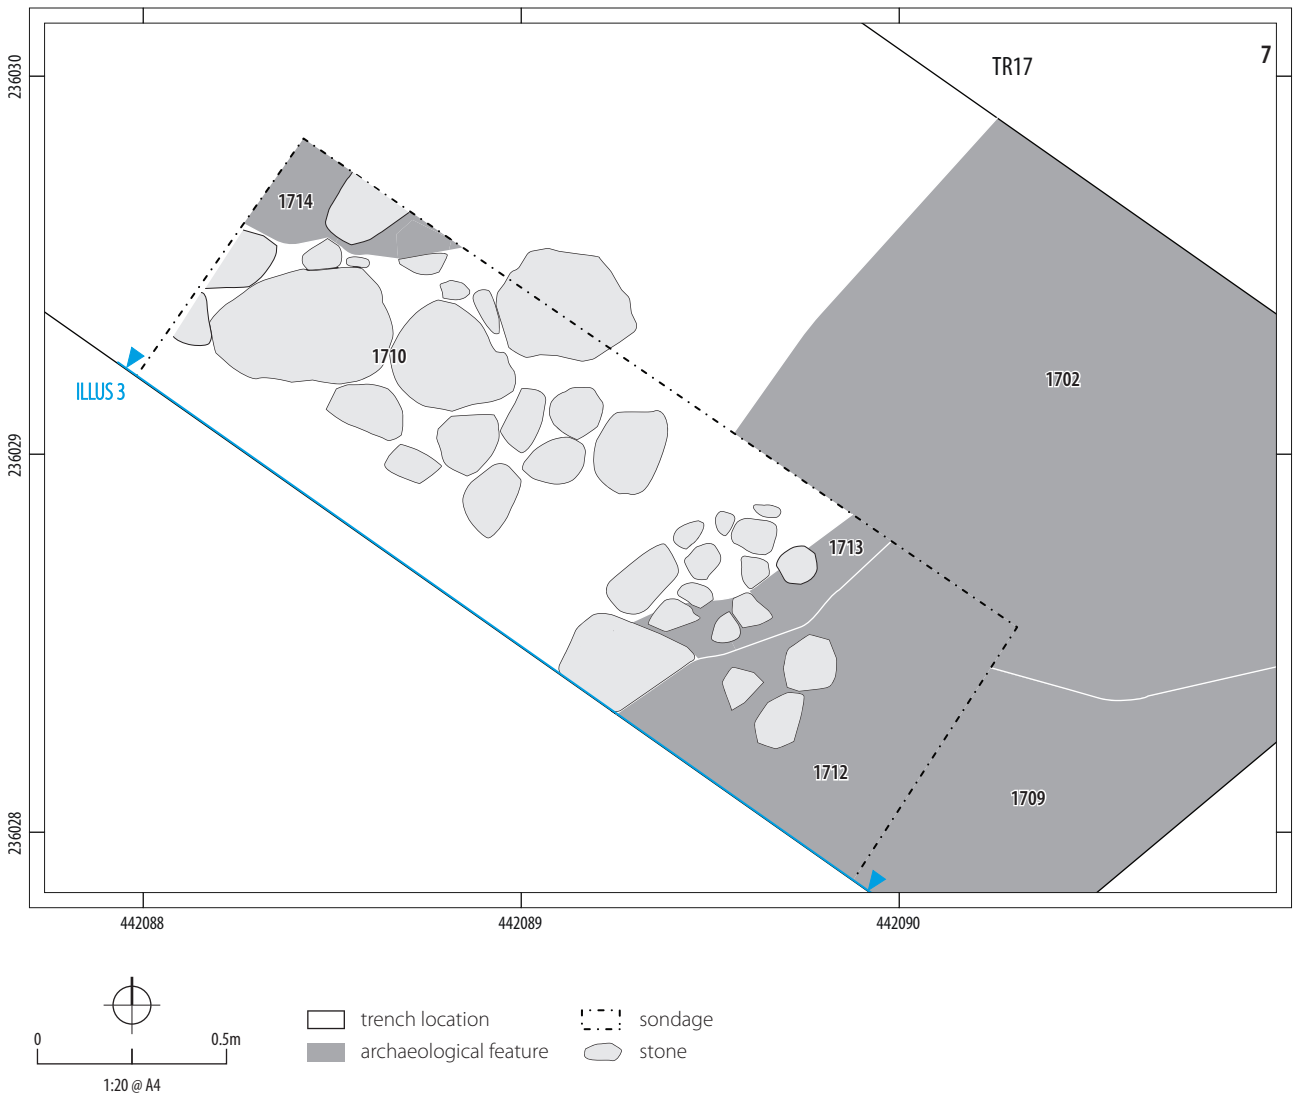 TR17
7
236030
1714
1710
ILLUS 3
1702
236029
1713
1712
1709
236028
442088
442089
442090
0
0.5m
1:20 @ A4
trench location
sondage
archaeological feature
stone